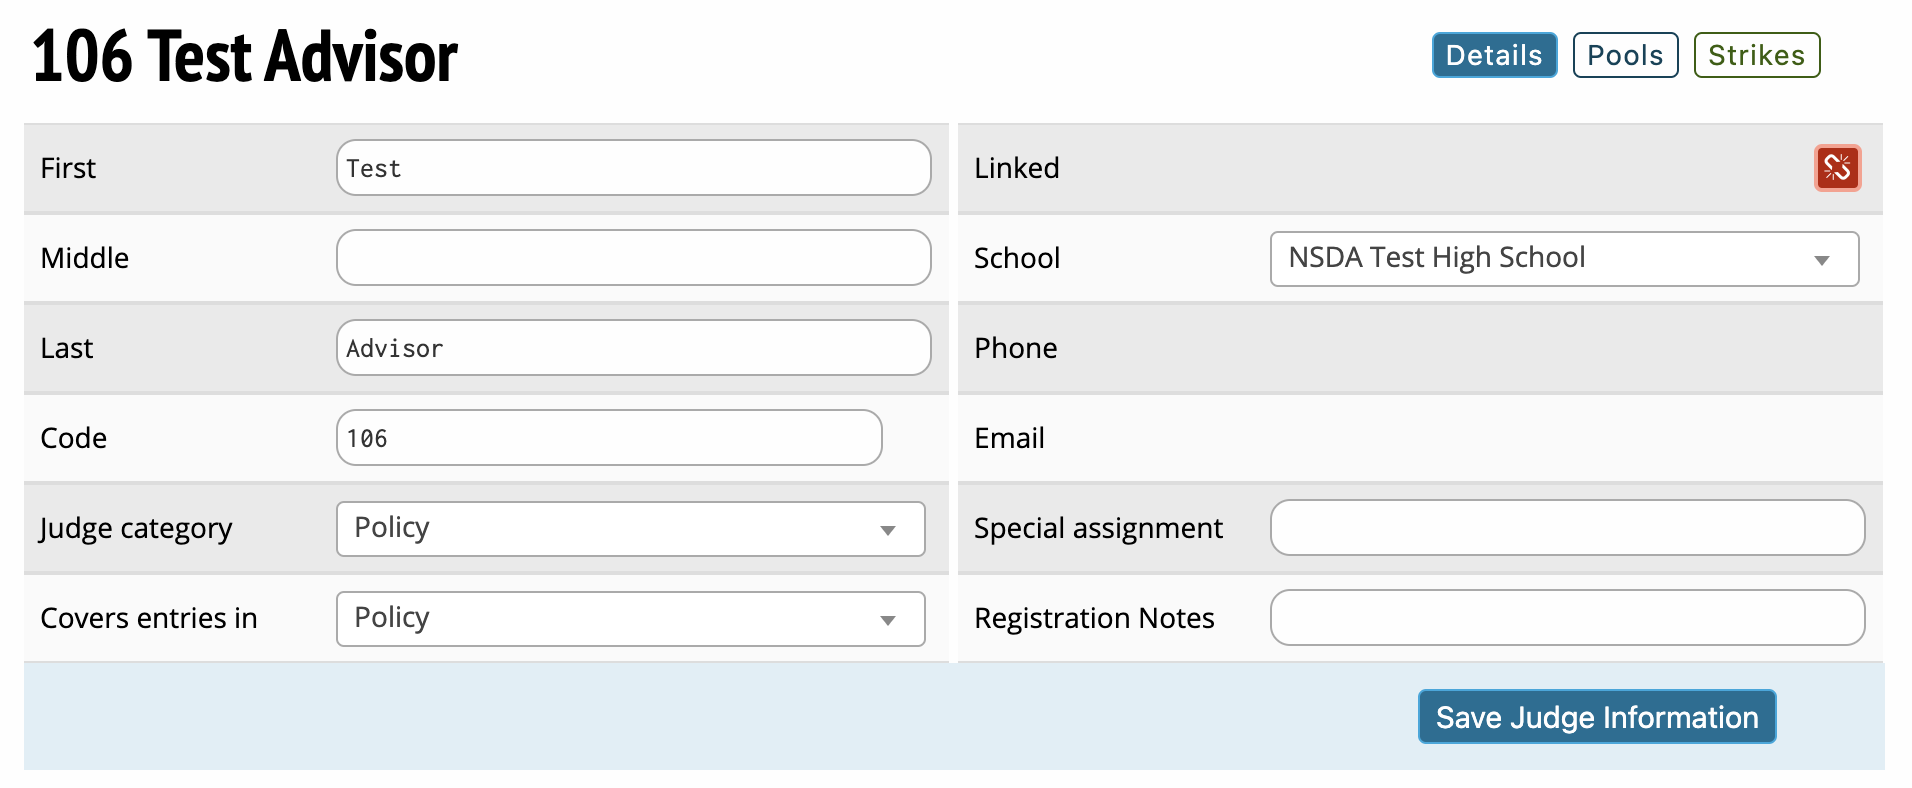 106 Test Advisor
Details Pools Strikes
First Test
Middle
Last Advisor
Code 106
Judge category Policy
Covers entries in Policy
Linked
School NSDA Test High School
Phone
Email
Special assignment
Registration Notes
Save Judge Information